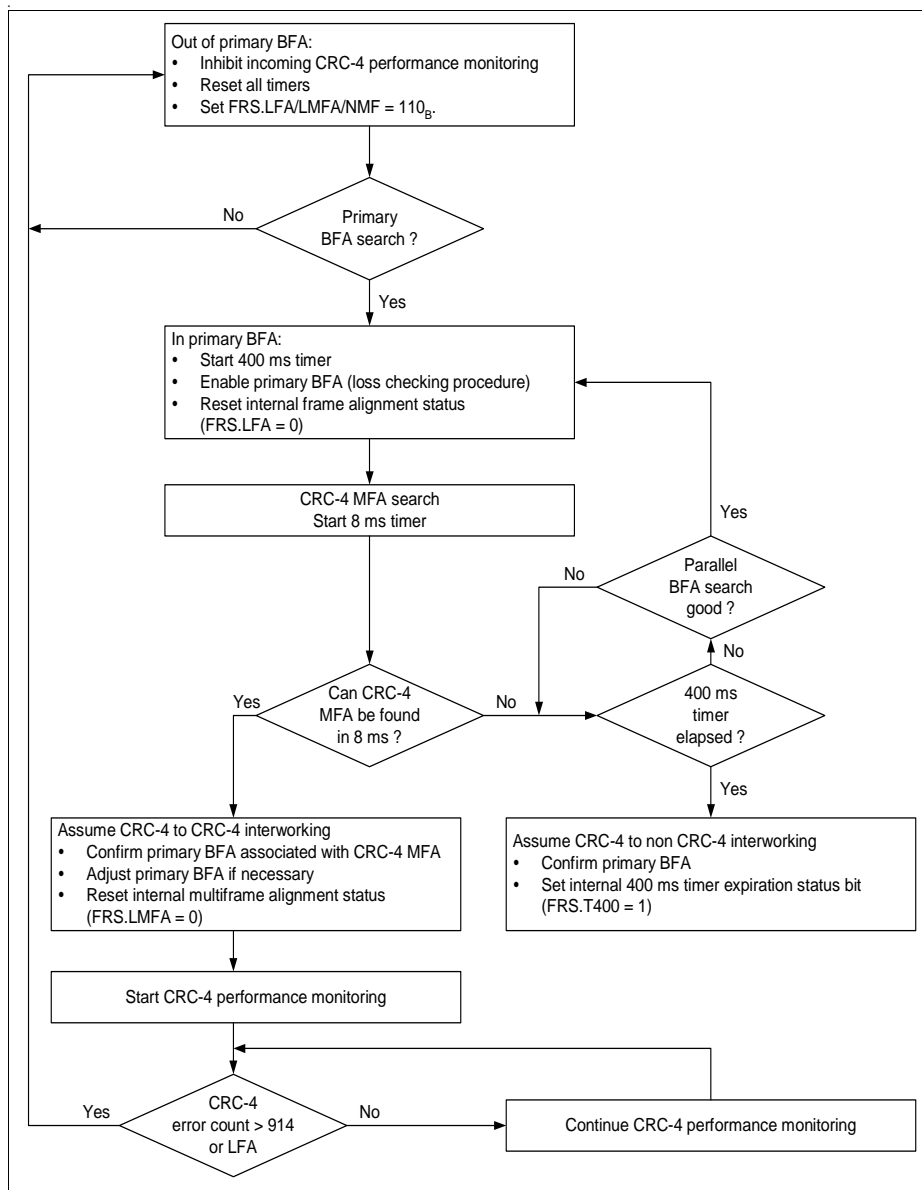 Out of primary BFA:
• Inhibit incoming CRC-4 performance monitoring
• Reset all timers
• Set FRS.LFA/LMFA/NMF = 110B.
No
Primary
BFA search ?
Yes
In primary BFA:
• Start 400 ms timer
• Enable primary BFA (loss checking procedure)
• Reset internal frame alignment status
(FRS.LFA = 0)
CRC-4 MFA search
Start 8 ms timer
Yes
No
Parallel
BFA search
good ?
No
Yes
Can CRC-4
MFA be found
in 8 ms ?
No
400 ms
timer
elapsed ?
Yes
Assume CRC-4 to CRC-4 interworking
• Confirm primary BFA associated with CRC-4 MFA
• Adjust primary BFA if necessary
• Reset internal multiframe alignment status
(FRS.LMFA = 0)
Assume CRC-4 to non CRC-4 interworking
• Confirm primary BFA
• Set internal 400 ms timer expiration status bit
(FRS.T400 = 1)
Start CRC-4 performance monitoring
Yes
CRC-4
error count > 914
or LFA
No
Continue CRC-4 performance monitoring